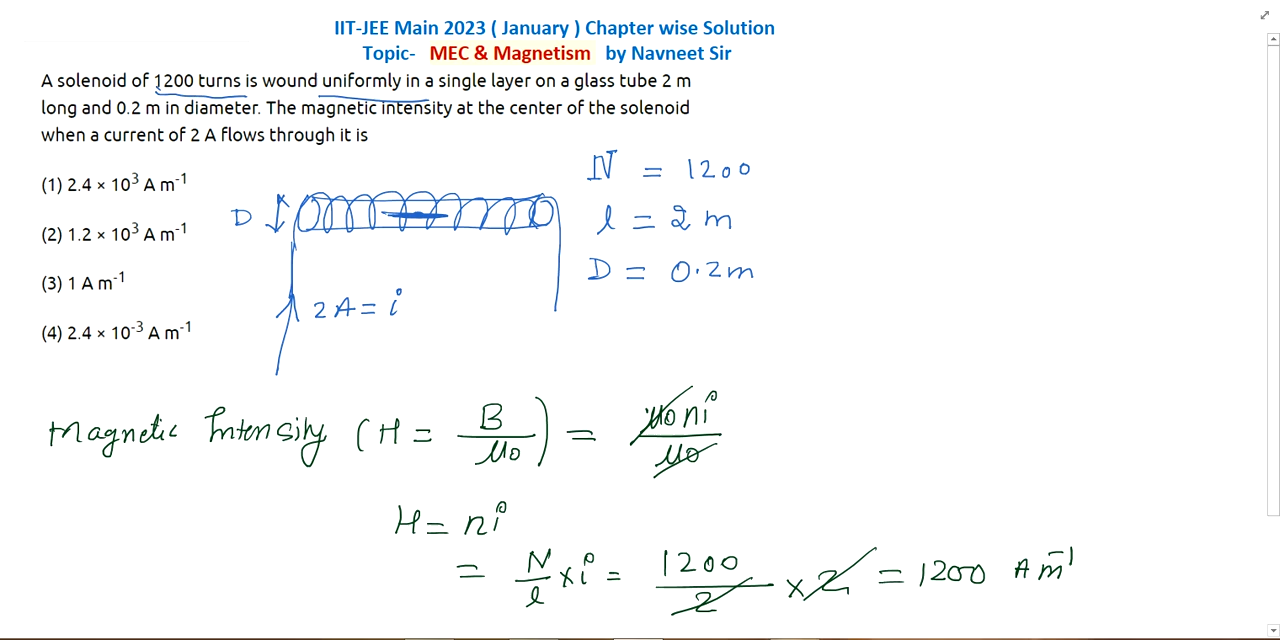 IIT-JEE Main 2023 ( January ) Chapter wise Solution
Topic- MEC & Magnetism by Navneet Sir
A solenoid of 1200 turns is wound uniformly in a single layer on a glass tube 2 m
long and 0.2 m in diameter. The magnetic intensity at the center of the solenoid
when a current of 2 A flows through it is
(1) 2.4 × 10³ A m⁻¹
(2) 1.2 × 10³ A m⁻¹
(3) 1 A m⁻¹
(4) 2.4 × 10⁻³ A m⁻¹
D
2A = i
N = 1200
l = 2 m
D = 0.2m
Magnetic Intensity (H = B/μ0) = μ0ni/μ0
H = ni
= N/l × i = 1200/2 × 2 = 1200 A m⁻¹